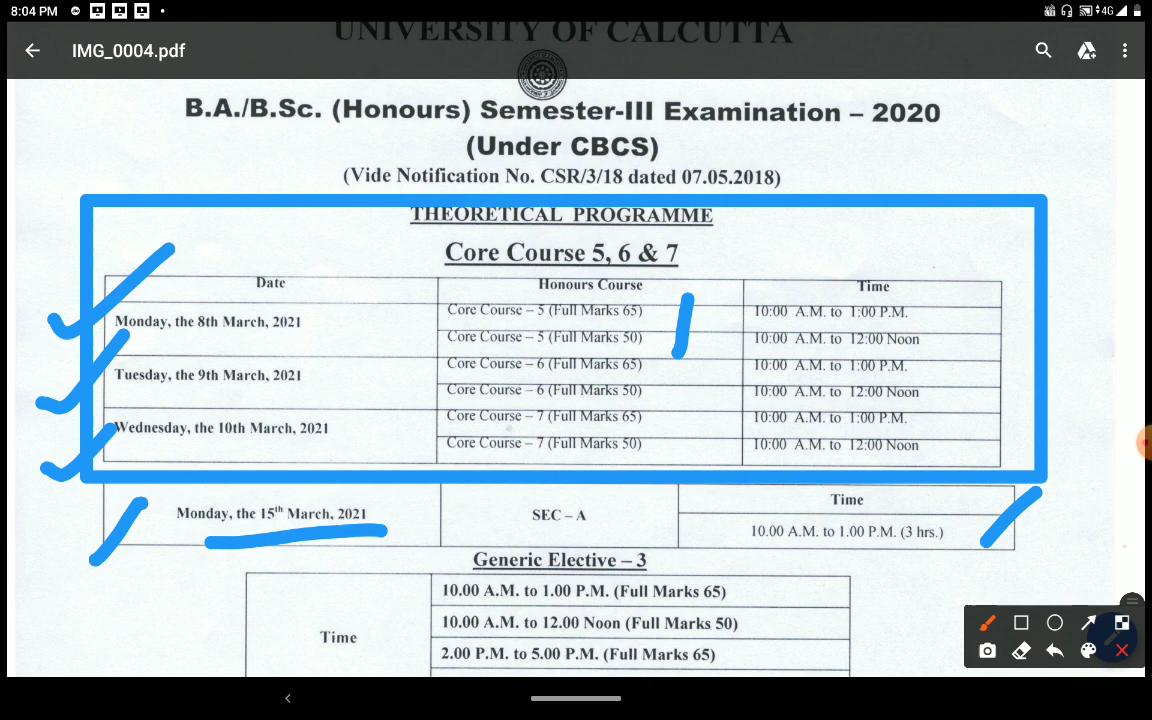 8:04 PM
4G
UNIVERSITY OF CALCUTTA
IMG_0004.pdf
B.A./B.Sc. (Honours) Semester-III Examination – 2020
(Under CBCS)
(Vide Notification No. CSR/3/18 dated 07.05.2018)
THEORETICAL PROGRAMME
Core Course 5, 6 & 7
Date Honours Course Time
Monday, the 8th March, 2021 Core Course – 5 (Full Marks 65) 10:00 A.M. to 1:00 P.M.
Core Course – 5 (Full Marks 50) 10:00 A.M. to 12:00 Noon
Tuesday, the 9th March, 2021 Core Course – 6 (Full Marks 65) 10:00 A.M. to 1:00 P.M.
Core Course – 6 (Full Marks 50) 10:00 A.M. to 12:00 Noon
Wednesday, the 10th March, 2021 Core Course – 7 (Full Marks 65) 10:00 A.M. to 1:00 P.M.
Core Course – 7 (Full Marks 50) 10:00 A.M. to 12:00 Noon
Monday, the 15th March, 2021 SEC – A Time
10.00 A.M. to 1.00 P.M. (3 hrs.)
Generic Elective – 3
Time 10.00 A.M. to 1.00 P.M. (Full Marks 65)
10.00 A.M. to 12.00 Noon (Full Marks 50)
2.00 P.M. to 5.00 P.M. (Full Marks 65)